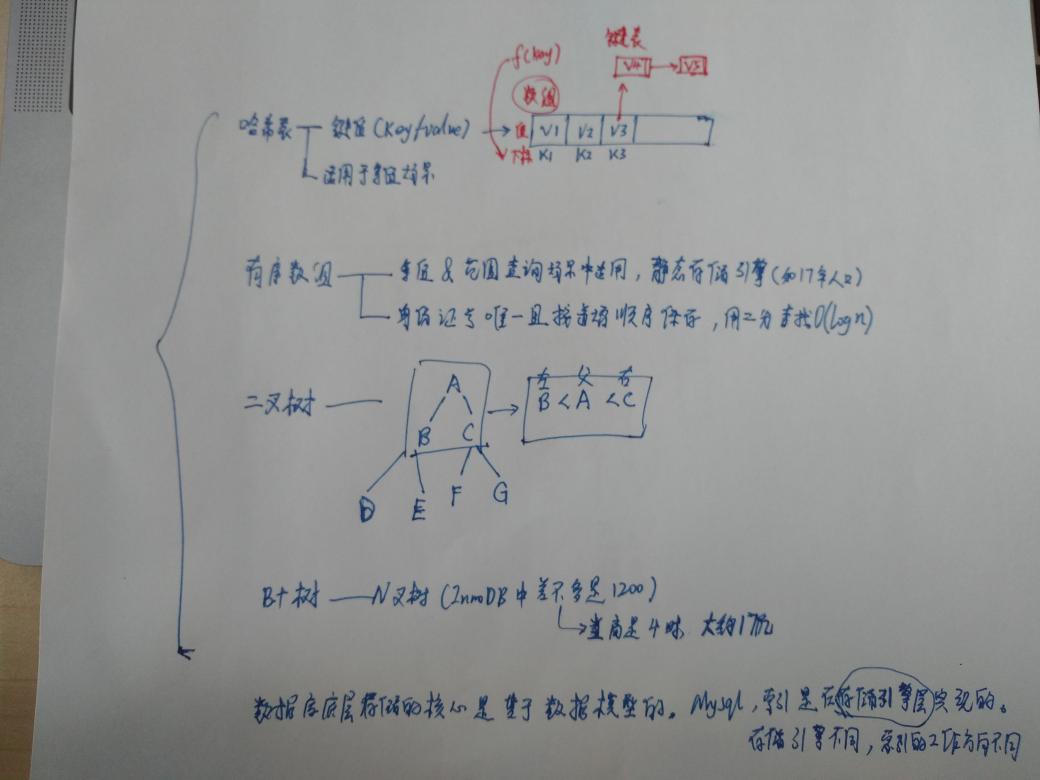 f(key)
链表
V4 V5
数组
哈希表 键值(key/value) 值 V1 V2 V3
下标 K1 K2 K3
适用于等值场景
有序数组 等值&范围查询场景中适用，静态存储引擎(如17年人口)
身份证号唯一且按递增顺序保存，用二分查找O(log n)
左 父 右
A
B < A < C
二叉树
B C
D E F G
B+树 N叉树(InnoDB中差不多是1200)
当高是4时 大约17亿
数据库底层存储的核心是基于数据模型的。Mysql，索引是在存储引擎层实现的。
存储引擎不同，索引的工作方向不同